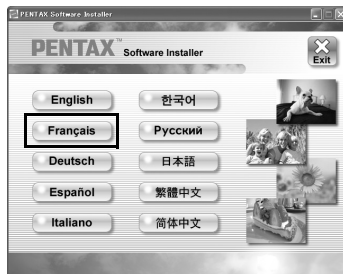 PENTAX Software Installer
PENTAX™ Software Installer
Exit
English
한국어
Français
Русский
Deutsch
日本語
Español
繁體中文
Italiano
简体中文